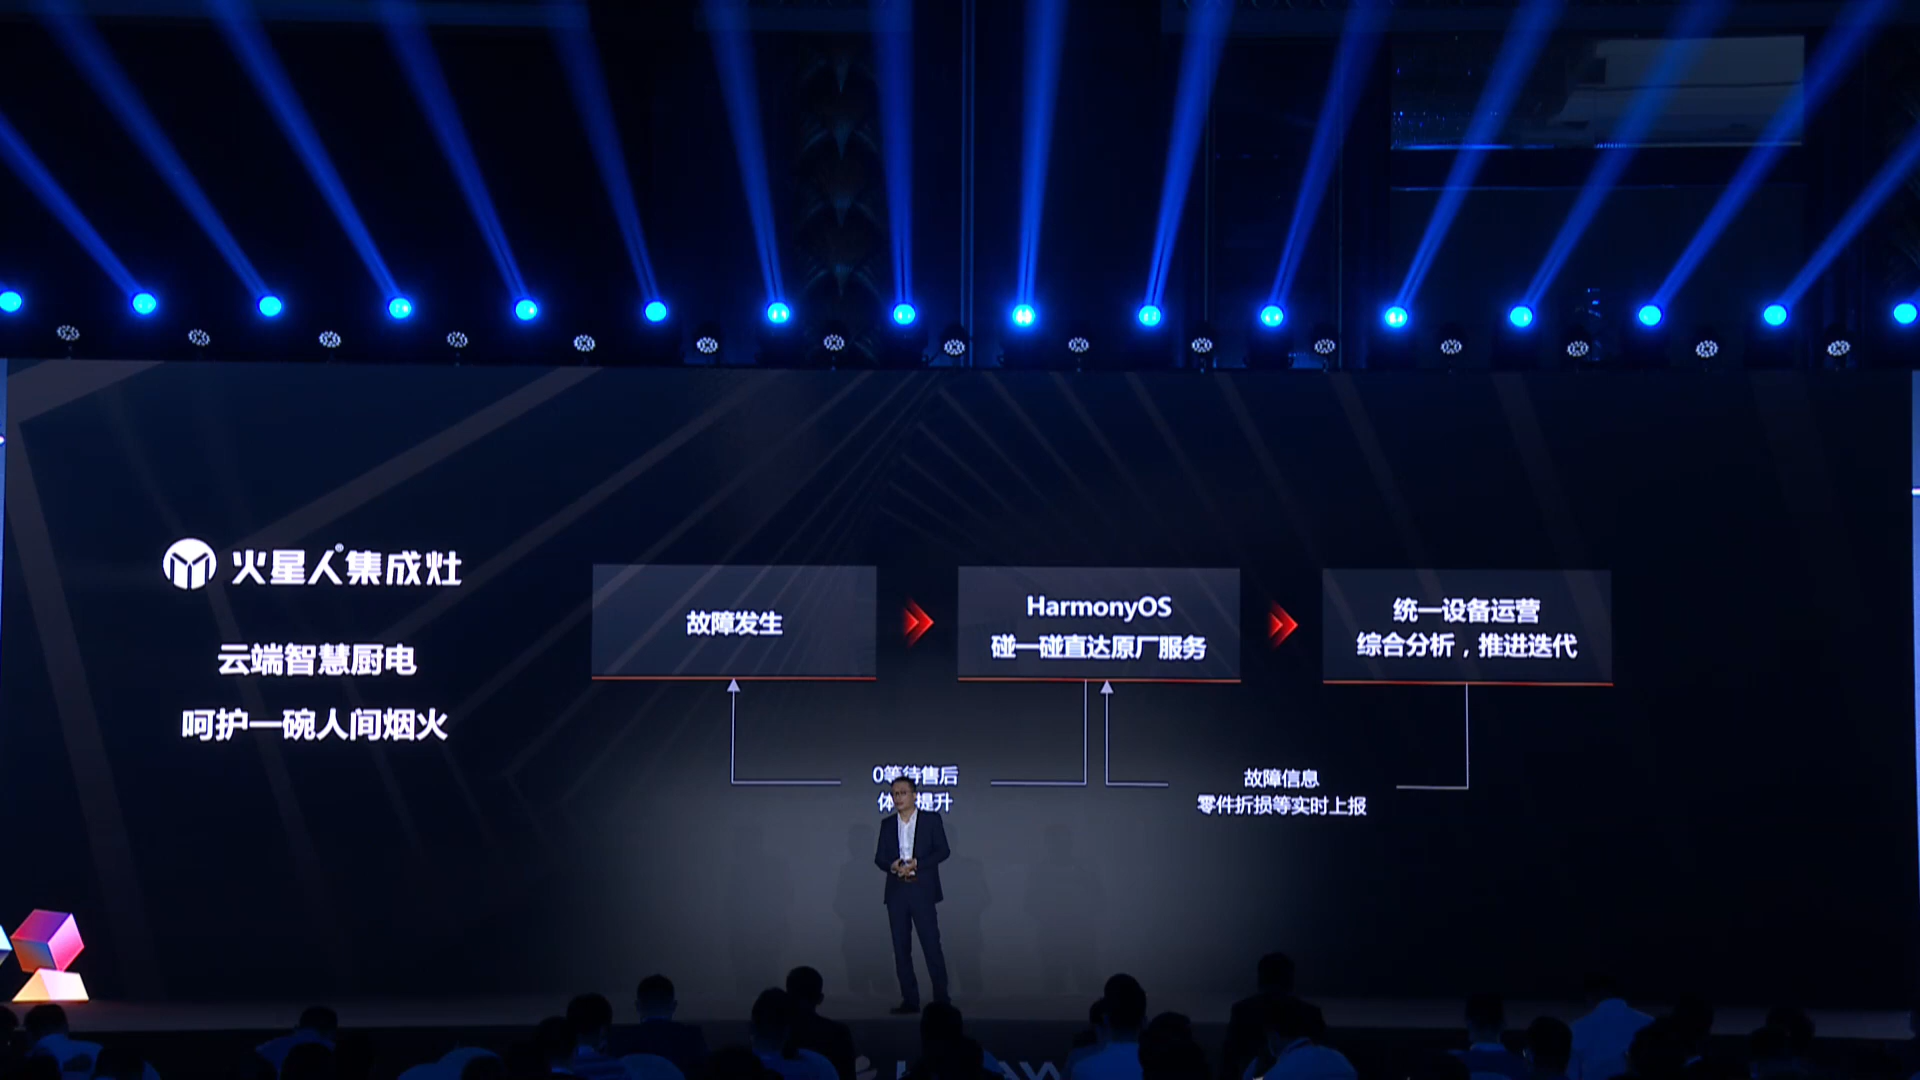 火星人®集成灶
云端智慧厨电
呵护一碗人间烟火
故障发生
HarmonyOS
碰一碰直达原厂服务
统一设备运营
综合分析，推进迭代
0等待售后
体 提升
故障信息
零件折损等实时上报